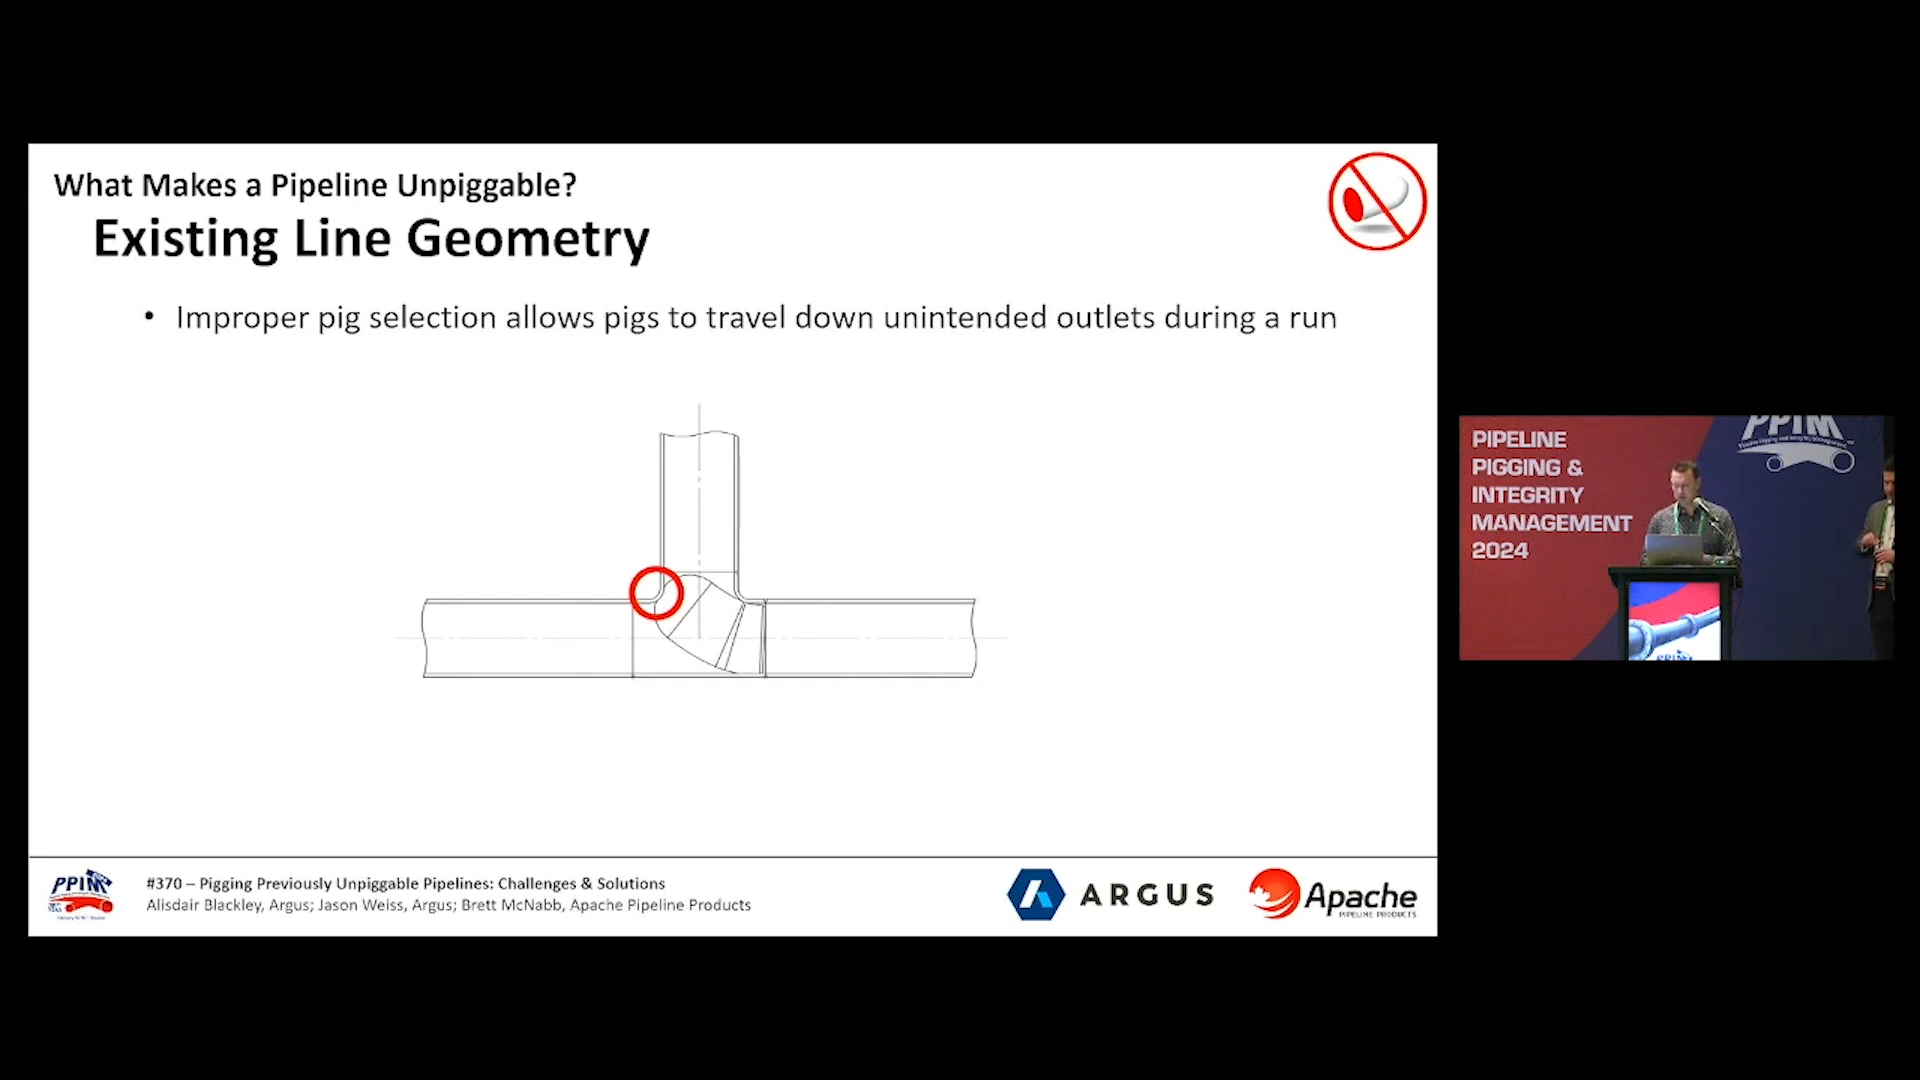 What Makes a Pipeline Unpiggable?
Existing Line Geometry
• Improper pig selection allows pigs to travel down unintended outlets during a run
PPIM
#370 – Pigging Previously Unpiggable Pipelines: Challenges & Solutions
Alisdair Blackley, Argus; Jason Weiss, Argus; Brett McNabb, Apache Pipeline Products
ARGUS
Apache
PIPELINE PRODUCTS
PIPELINE
PIGGING &
INTEGRITY
MANAGEMENT
2024
PPIM
PPIM